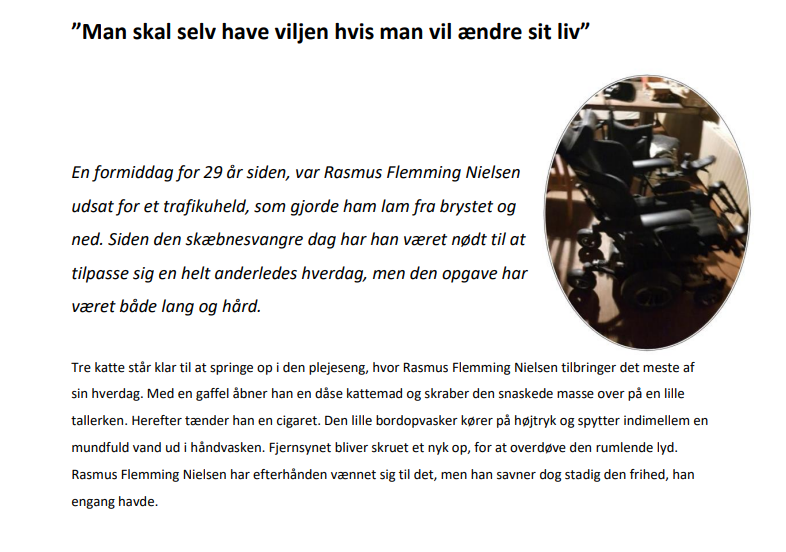 ”Man skal selv have viljen hvis man vil ændre sit liv”
En formiddag for 29 år siden, var Rasmus Flemming Nielsen
udsat for et trafikuheld, som gjorde ham lam fra brystet og
ned. Siden den skæbnesvangre dag har han været nødt til at
tilpasse sig en helt anderledes hverdag, men den opgave har
været både lang og hård.
Tre katte står klar til at springe op i den plejeseng, hvor Rasmus Flemming Nielsen tilbringer det meste af
sin hverdag. Med en gaffel åbner han en dåse kattemad og skraber den snaskede masse over på en lille
tallerken. Herefter tænder han en cigaret. Den lille bordopvasker kører på højtryk og spytter indimellem en
mundfuld vand ud i håndvasken. Fjernsynet bliver skruet et nyk op, for at overdøve den rumlende lyd.
Rasmus Flemming Nielsen har efterhånden vænnet sig til det, men han savner dog stadig den frihed, han
engang havde.